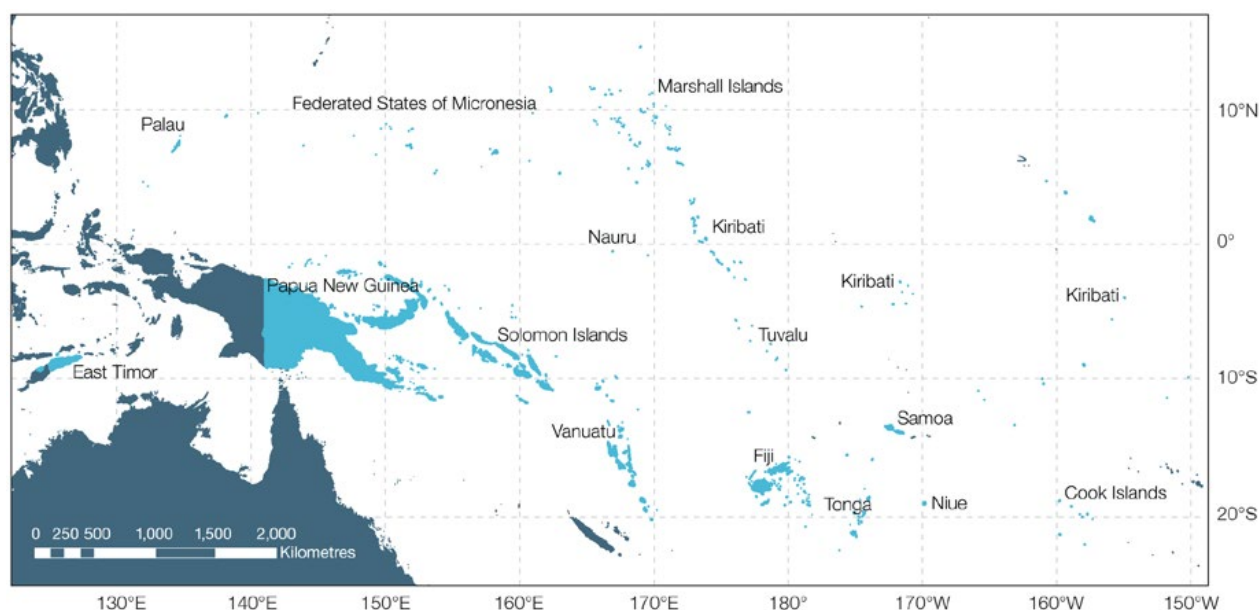 Marshall Islands
Federated States of Micronesia
10°N
Palau
Kiribati
Nauru
0°
Kiribati
Papua New Guinea
Kiribati
Solomon Islands
Tuvalu
East Timor
10°S
Samoa
Vanuatu
Fiji
Cook Islands
Tonga
Niue
20°S
0 250 500 1,000 1,500 2,000
Kilometres
130°E 140°E 150°E 160°E 170°E 180° 170°W 160°W 150°W